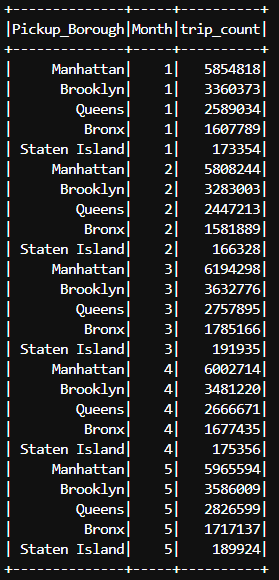 +--------------+-----+----------+
|Pickup_Borough|Month|trip_count|
+--------------+-----+----------+
|     Manhattan|    1|   5854818|
|      Brooklyn|    1|   3360373|
|        Queens|    1|   2589034|
|         Bronx|    1|   1607789|
| Staten Island|    1|    173354|
|     Manhattan|    2|   5808244|
|      Brooklyn|    2|   3283003|
|        Queens|    2|   2447213|
|         Bronx|    2|   1581889|
| Staten Island|    2|    166328|
|     Manhattan|    3|   6194298|
|      Brooklyn|    3|   3632776|
|        Queens|    3|   2757895|
|         Bronx|    3|   1785166|
| Staten Island|    3|    191935|
|     Manhattan|    4|   6002714|
|      Brooklyn|    4|   3481220|
|        Queens|    4|   2666671|
|         Bronx|    4|   1677435|
| Staten Island|    4|    175356|
|     Manhattan|    5|   5965594|
|      Brooklyn|    5|   3586009|
|        Queens|    5|   2826599|
|         Bronx|    5|   1717137|
| Staten Island|    5|    189924|
+--------------+-----+----------+